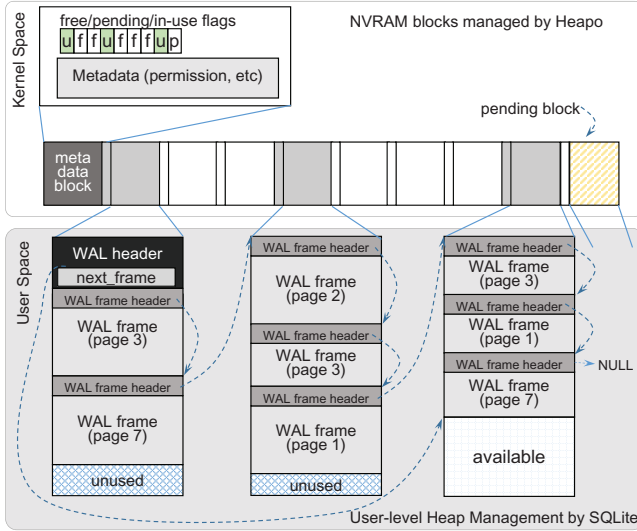 Kernel Space
free/pending/in-use flags
NVRAM blocks managed by Heapo
u f f u f f f u p
Metadata (permission, etc)
pending block
meta
data
block
User Space
WAL header
next_frame
WAL frame header
WAL frame
(page 3)
WAL frame header
WAL frame
(page 7)
unused
WAL frame header
WAL frame
(page 2)
WAL frame header
WAL frame
(page 3)
WAL frame header
WAL frame
(page 1)
unused
WAL frame header
WAL frame
(page 3)
WAL frame header
WAL frame
(page 1)
WAL frame header
NULL
WAL frame
(page 7)
available
User-level Heap Management by SQLite